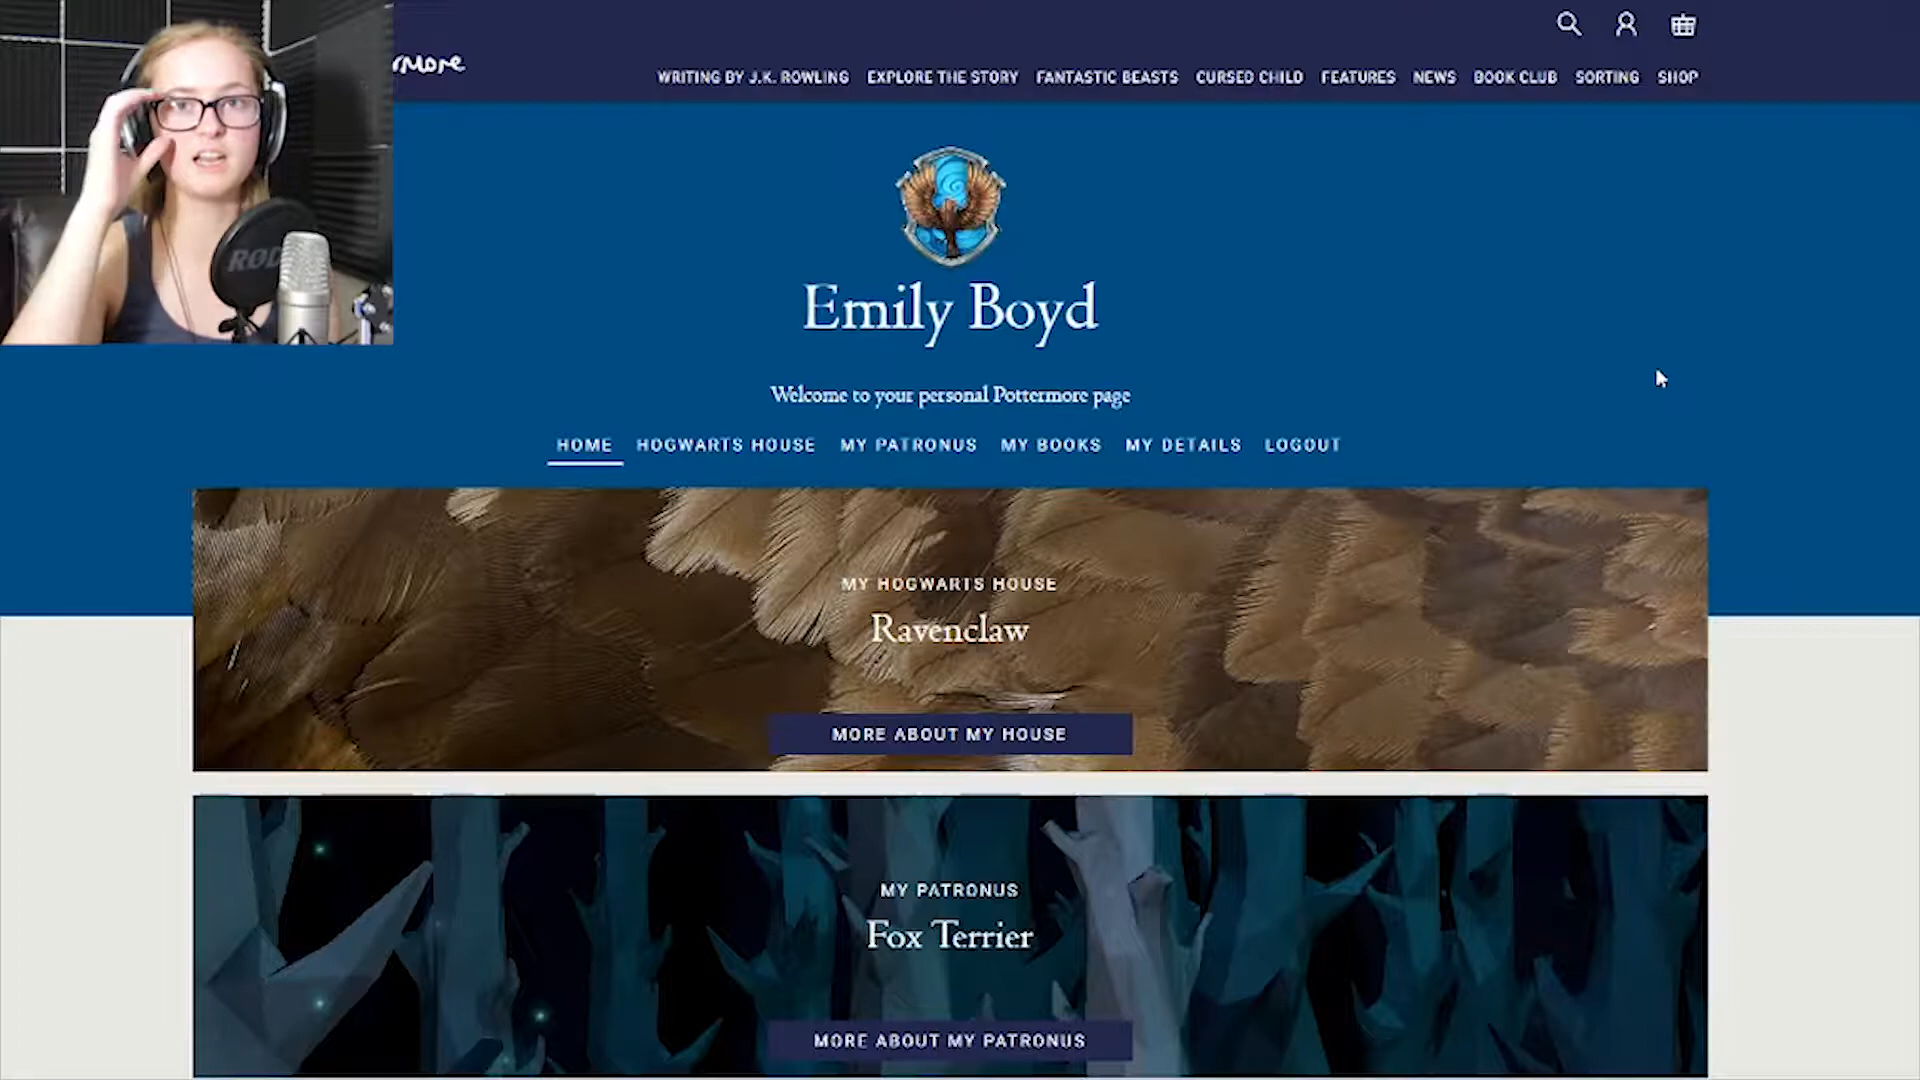 rmore
WRITING BY J.K. ROWLING EXPLORE THE STORY FANTASTIC BEASTS CURSED CHILD FEATURES NEWS BOOK CLUB SORTING SHOP
RØD
Emily Boyd
Welcome to your personal Pottermore page
HOME HOGWARTS HOUSE MY PATRONUS MY BOOKS MY DETAILS LOGOUT
MY HOGWARTS HOUSE
Ravenclaw
MORE ABOUT MY HOUSE
MY PATRONUS
Fox Terrier
MORE ABOUT MY PATRONUS